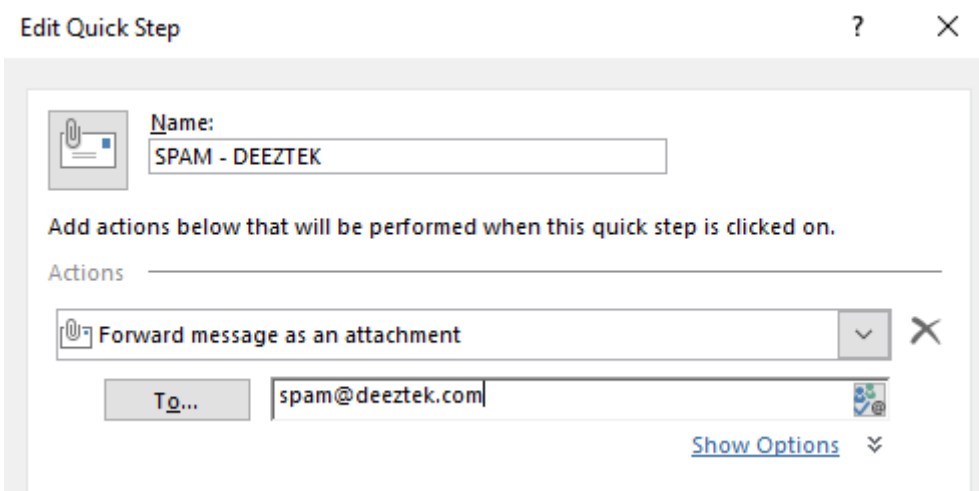 Edit Quick Step
?
Name:
SPAM - DEEZTEK
Add actions below that will be performed when this quick step is clicked on.
Actions
Forward message as an attachment
To...
spam@deeztek.com
Show Options